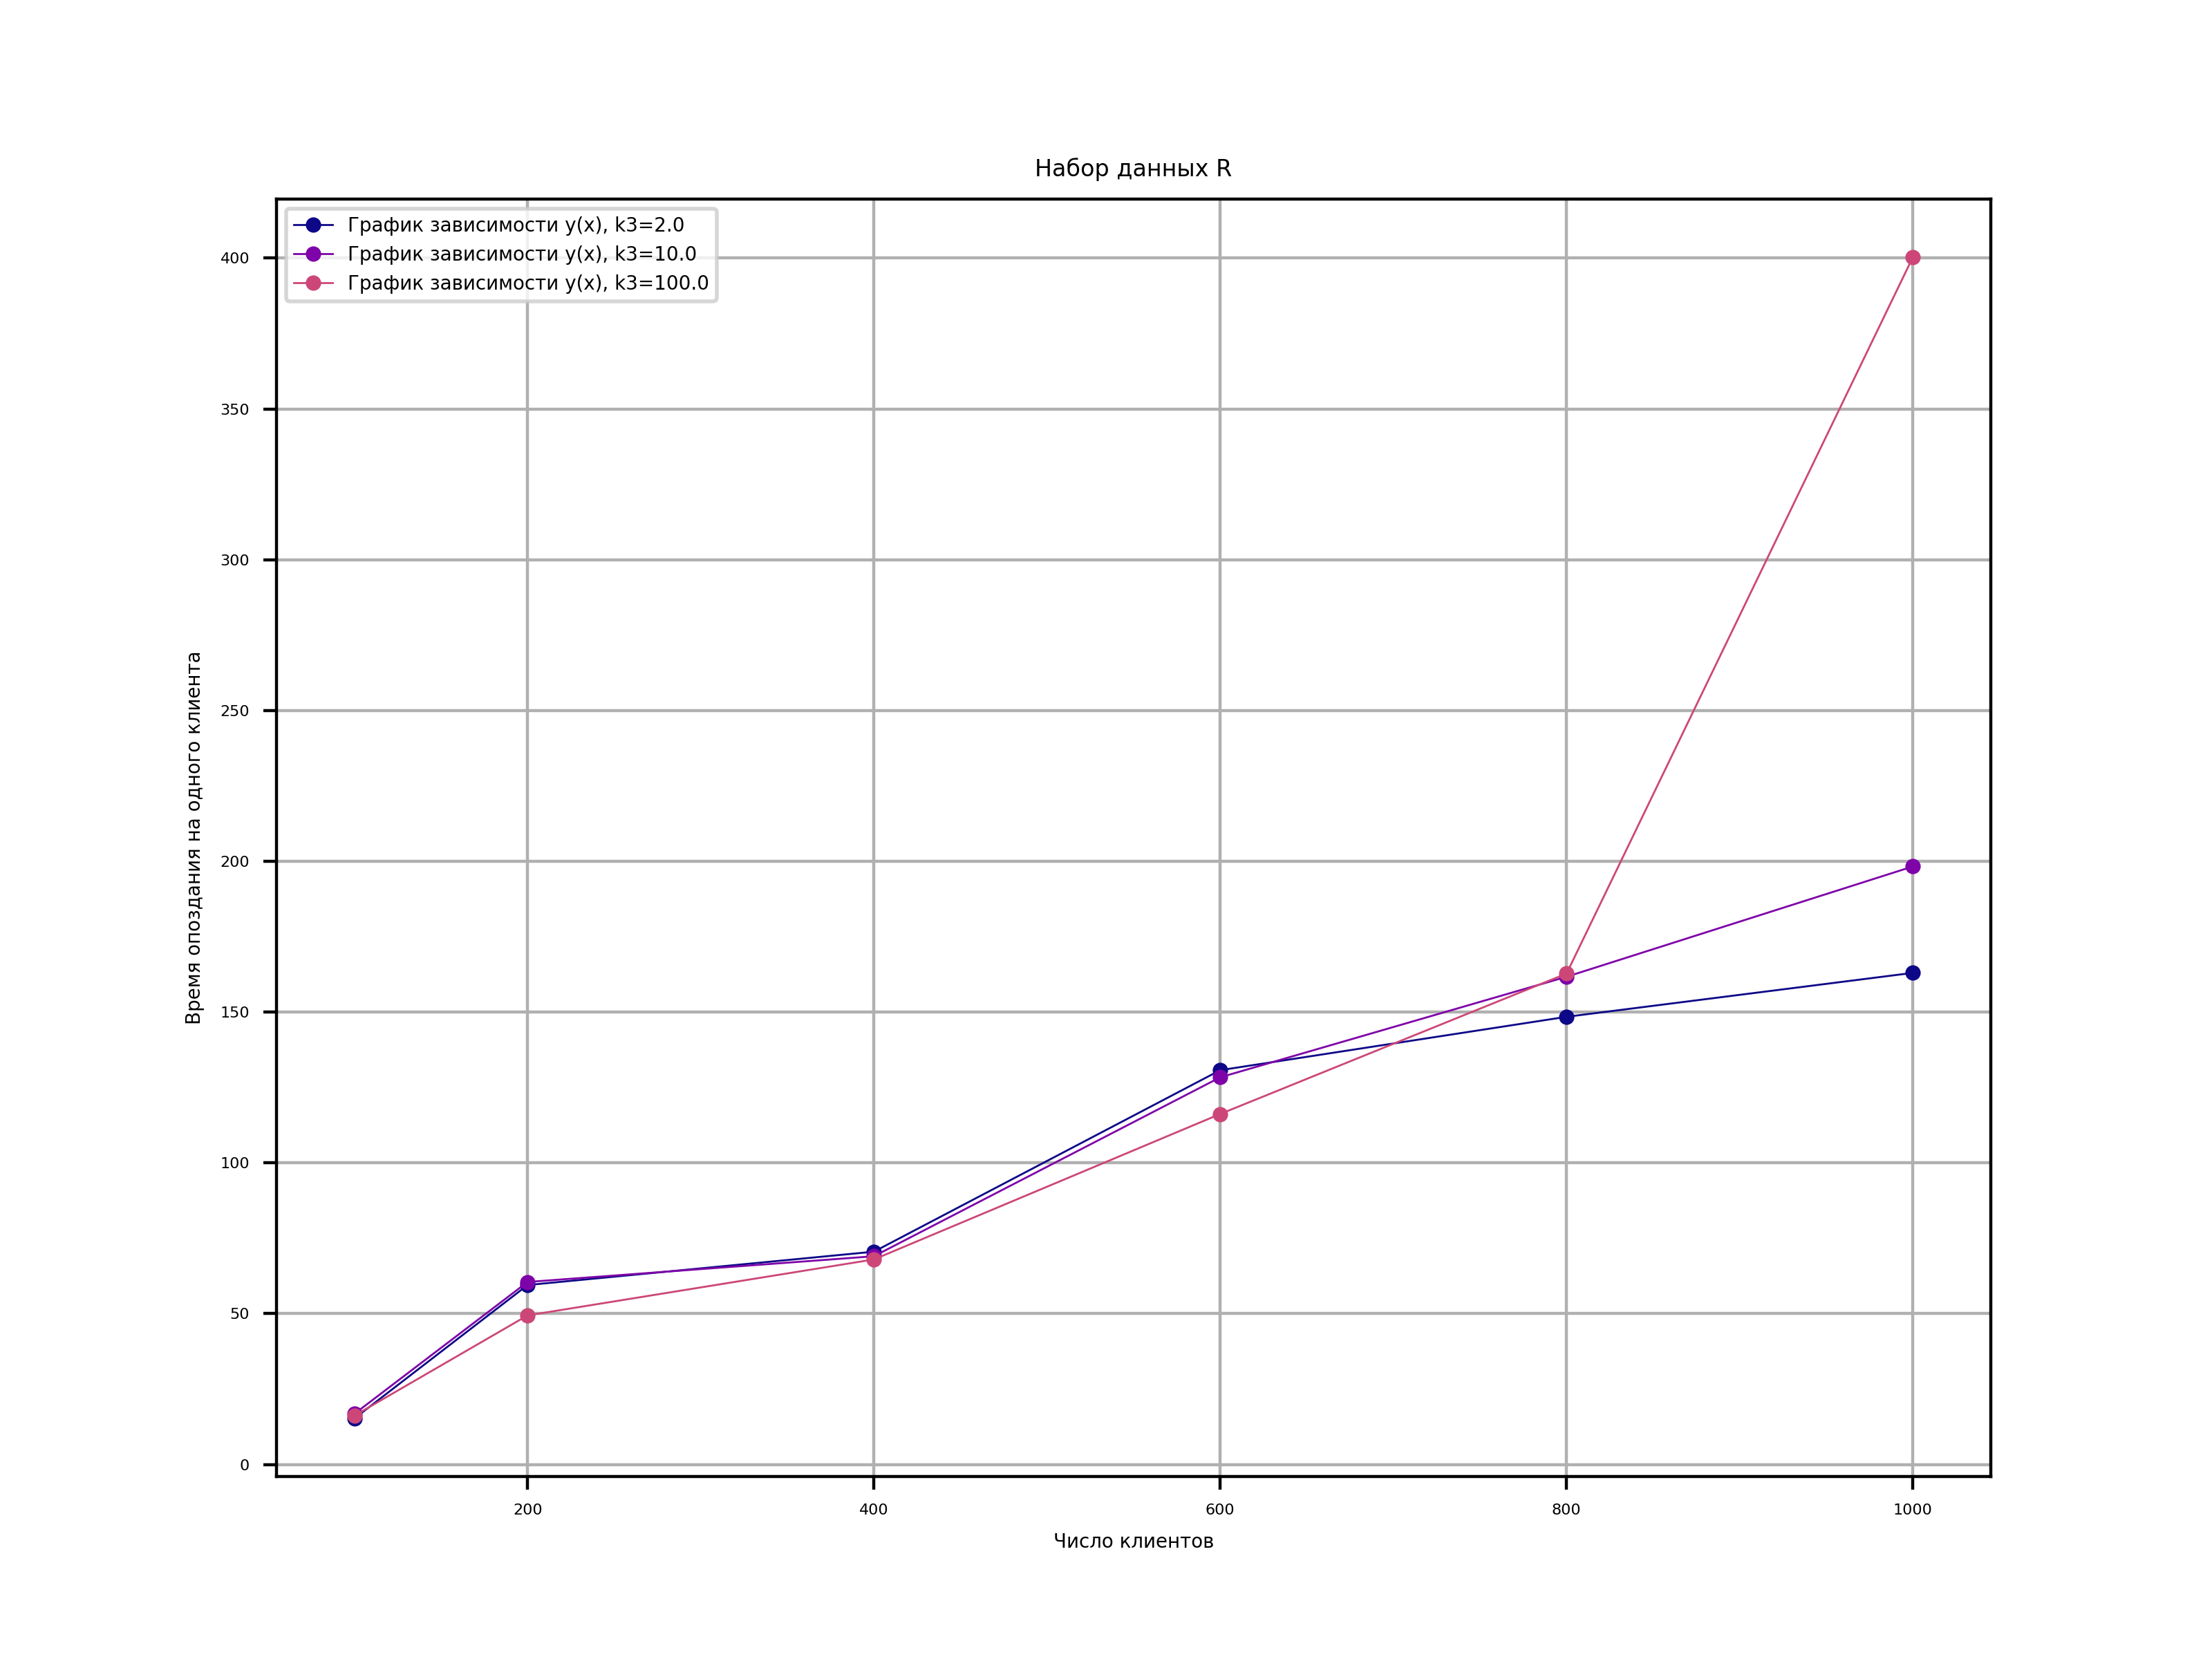 Набор данных R
График зависимости y(x), k3=2.0
График зависимости y(x), k3=10.0
График зависимости y(x), k3=100.0
400
350
300
250
200
150
100
50
0
Время опоздания на одного клиента
200 400 600 800 1000
Число клиентов